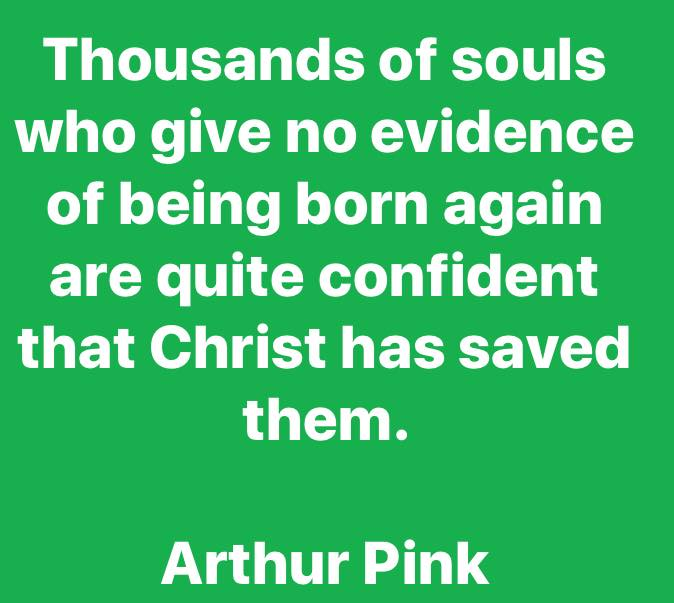 Thousands of souls
who give no evidence
of being born again
are quite confident
that Christ has saved
them.
Arthur Pink